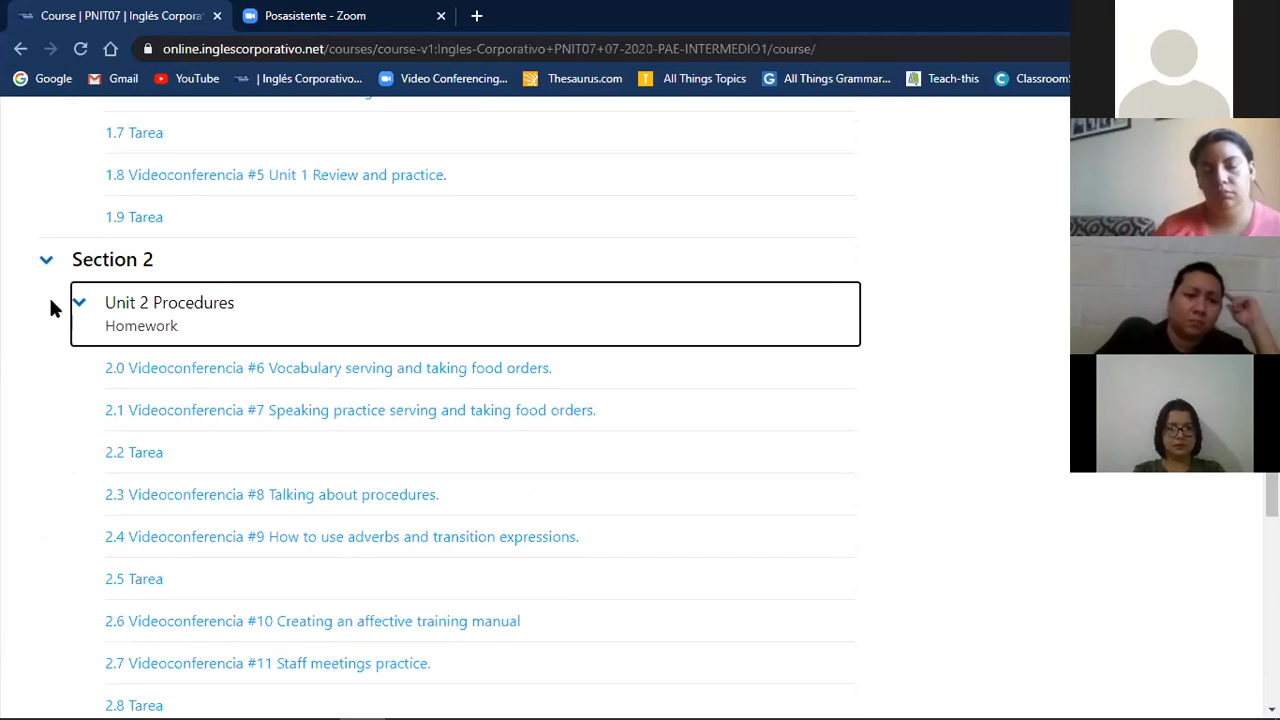 Course | PNIT07 | Inglés Corpora
Posasistente - Zoom
online.inglescorporativo.net/courses/course-v1:Ingles-Corporativo+PNIT07+07-2020-PAE-INTERMEDIO1/course/
Google
Gmail
YouTube
| Inglés Corporativo...
Video Conferencing...
Thesaurus.com
All Things Topics
All Things Grammar...
Teach-this
Classroom
1.7 Tarea
1.8 Videoconferencia #5 Unit 1 Review and practice.
1.9 Tarea
Section 2
Unit 2 Procedures
Homework
2.0 Videoconferencia #6 Vocabulary serving and taking food orders.
2.1 Videoconferencia #7 Speaking practice serving and taking food orders.
2.2 Tarea
2.3 Videoconferencia #8 Talking about procedures.
2.4 Videoconferencia #9 How to use adverbs and transition expressions.
2.5 Tarea
2.6 Videoconferencia #10 Creating an affective training manual
2.7 Videoconferencia #11 Staff meetings practice.
2.8 Tarea